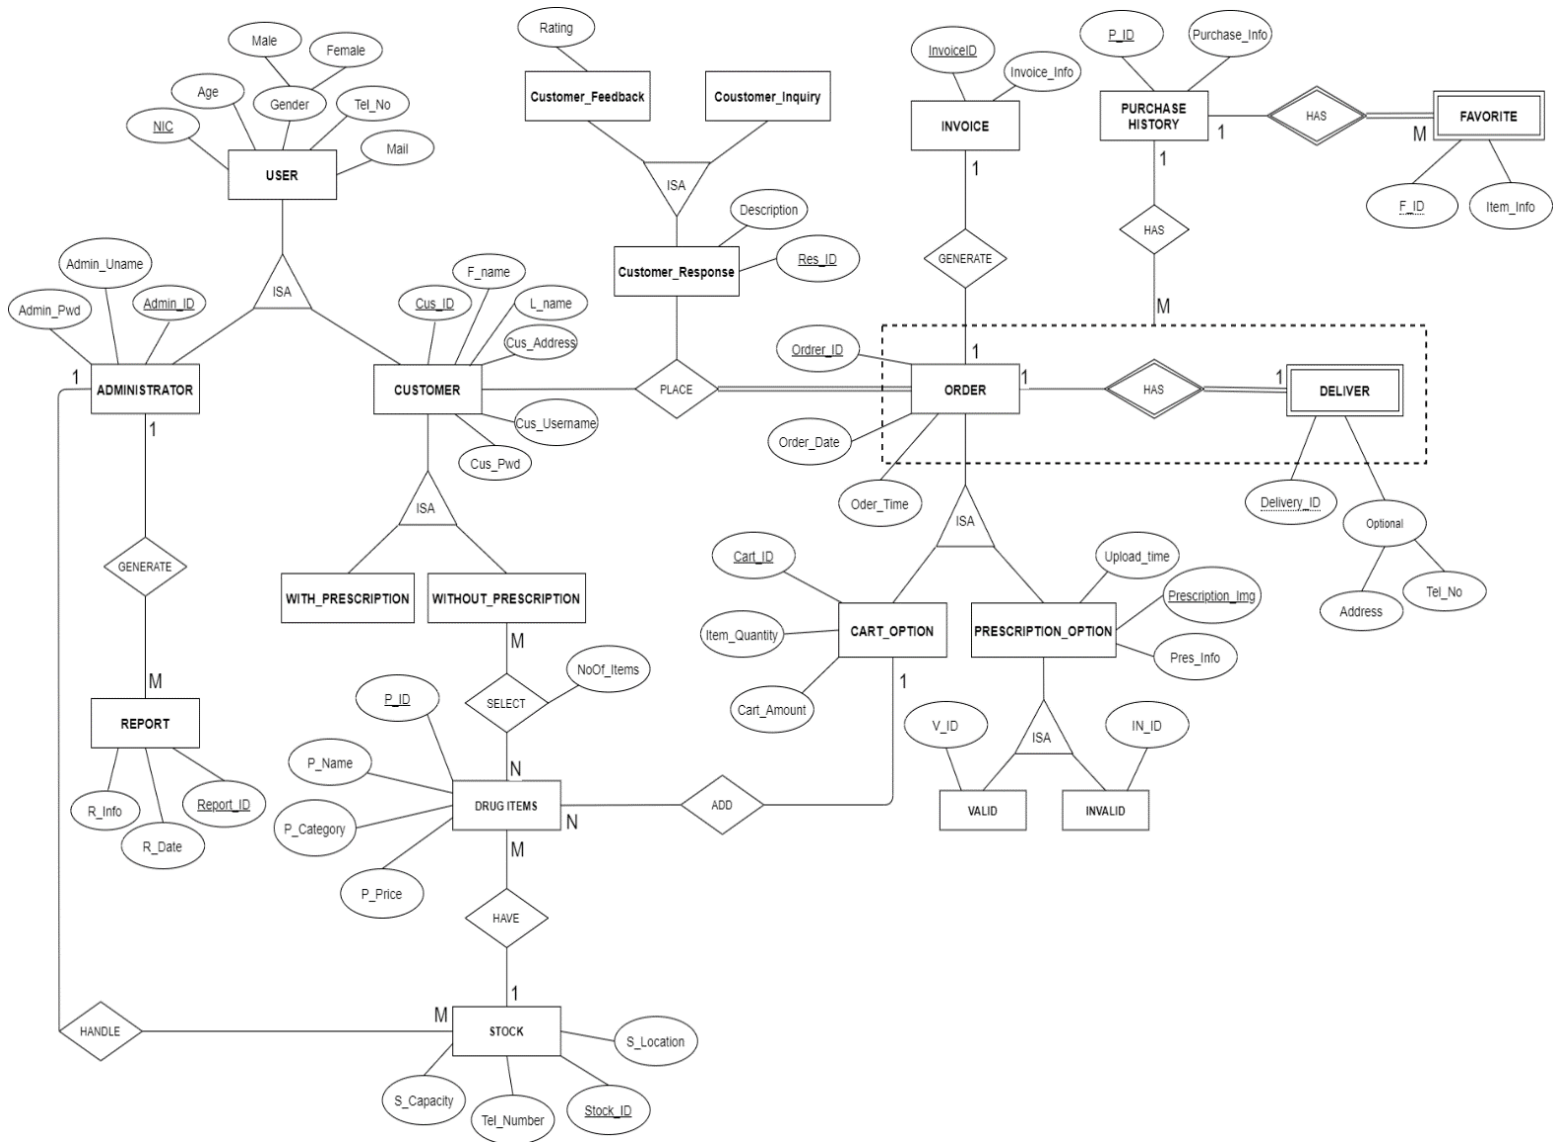 Rating
P_ID
Purchase_Info
Male
Female
InvoiceID
Invoice_Info
Age
Gender
Tel_No
Customer_Feedback
Coustomer_Inquiry
NIC
Mail
INVOICE
PURCHASE
HISTORY
1
HAS
M
FAVORITE
USER
ISA
1
1
F_ID
Item_Info
Description
HAS
Customer_Response
Res_ID
GENERATE
Admin_Uname
F_name
Admin_Pwd
Admin_ID
ISA
Cus_ID
L_name
M
Cus_Address
Ordrer_ID
1
1
ADMINISTRATOR
CUSTOMER
PLACE
ORDER
1
HAS
1
DELIVER
1
Cus_Username
Order_Date
Cus_Pwd
ISA
Oder_Time
Delivery_ID
ISA
Optional
GENERATE
Cart_ID
Upload_time
WITH_PRESCRIPTION
WITHOUT_PRESCRIPTION
Prescription_Img
Tel_No
Address
Item_Quantity
CART_OPTION
PRESCRIPTION_OPTION
M
Pres_Info
NoOf_Items
M
1
P_ID
SELECT
Cart_Amount
REPORT
V_ID
ISA
IN_ID
P_Name
N
R_Info
Report_ID
DRUG ITEMS
ADD
VALID
INVALID
P_Category
N
R_Date
M
P_Price
HAVE
1
M
HANDLE
STOCK
S_Location
S_Capacity
Tel_Number
Stock_ID